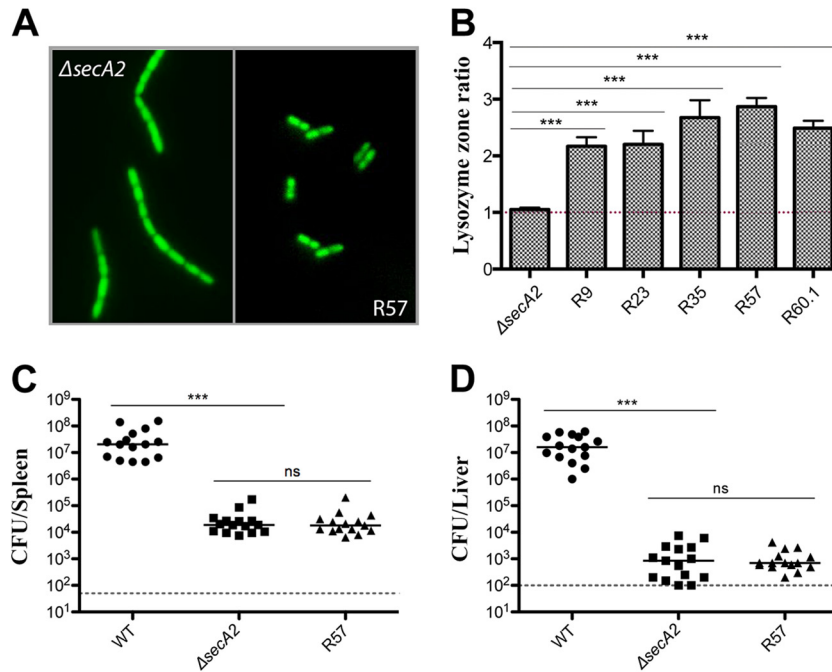 A
ΔsecA2
R57
B
Lysozyme zone ratio
4
3
2
1
0
***
***
***
***
***
ΔsecA2
R9
R23
R35
R57
R60.1
C
CFU/Spleen
10⁹
10⁸
10⁷
10⁶
10⁵
10⁴
10³
10²
10¹
***
ns
WT
ΔsecA2
R57
D
CFU/Liver
10⁹
10⁸
10⁷
10⁶
10⁵
10⁴
10³
10²
10¹
***
ns
WT
ΔsecA2
R57